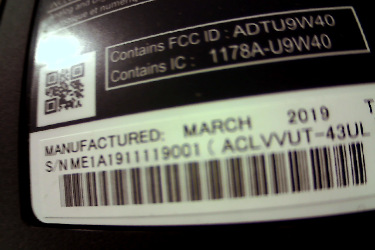 Contains FCC ID : ADTU9W40
Contains IC : 1178A-U9W40
MANUFACTURED: MARCH 2019 T
S/N ME1A1911119001 ( ACLVVUT-43UL